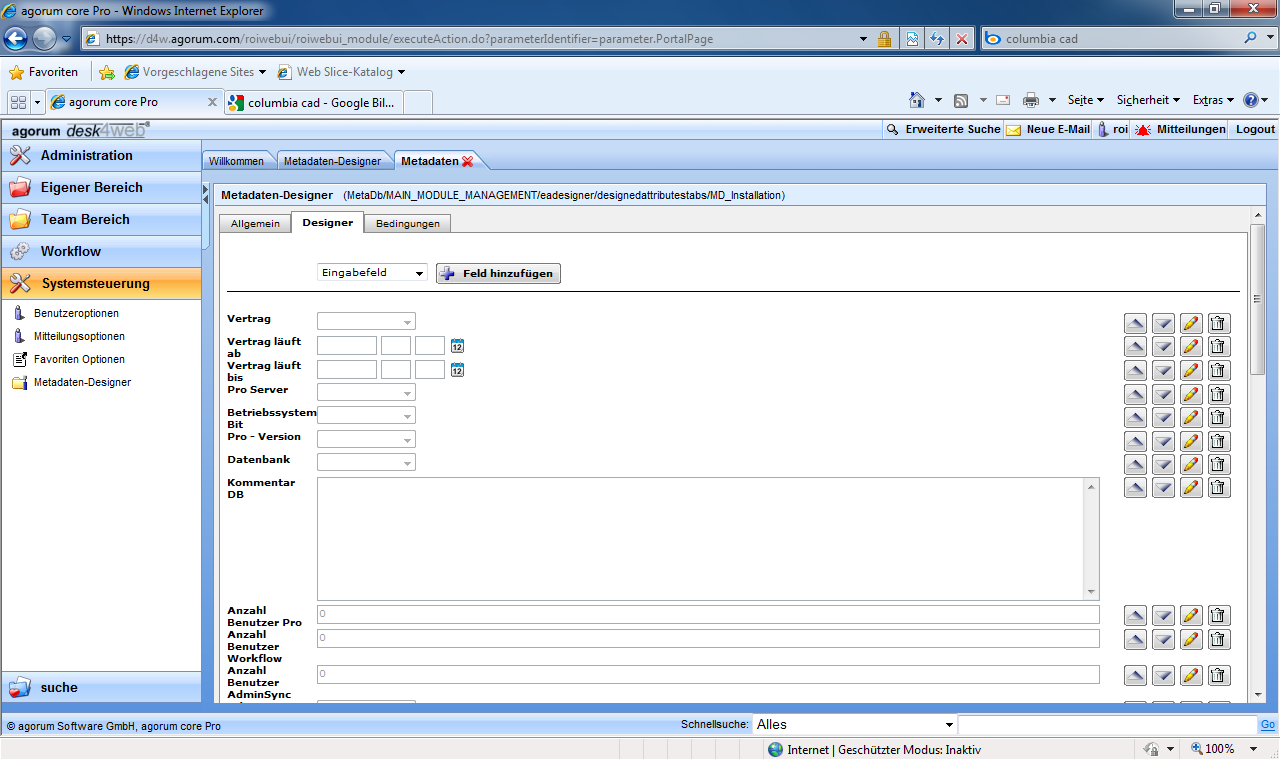 agorum core Pro - Windows Internet Explorer
https://d4w.agorum.com/roiwebui/roiwebui_module/executeAction.do?parameterIdentifier=parameter.PortalPage
columbia cad
Favoriten Vorgeschlagene Sites Web Slice-Katalog
agorum core Pro columbia cad - Google Bil... Seite Sicherheit Extras
agorum desk4web® Erweiterte Suche Neue E-Mail roi Mitteilungen Logout
Administration
Eigener Bereich
Team Bereich
Workflow
Systemsteuerung
Benutzeroptionen
Mitteilungsoptionen
Favoriten Optionen
Metadaten-Designer
suche
Willkommen Metadaten-Designer Metadaten
Metadaten-Designer (MetaDb/MAIN_MODULE_MANAGEMENT/eadesigner/designedattributestabs/MD_Installation)
Allgemein Designer Bedingungen
Eingabefeld Feld hinzufügen
Vertrag
Vertrag läuft
ab
12
Vertrag läuft
bis
12
Pro Server
Betriebssystem
Bit
Pro - Version
Datenbank
Kommentar
DB
Anzahl
Benutzer Pro
0
Anzahl
Benutzer
Workflow
0
Anzahl
Benutzer
AdminSync
0
© agorum Software GmbH, agorum core Pro Schnellsuche: Alles Go
Internet | Geschützter Modus: Inaktiv 100%